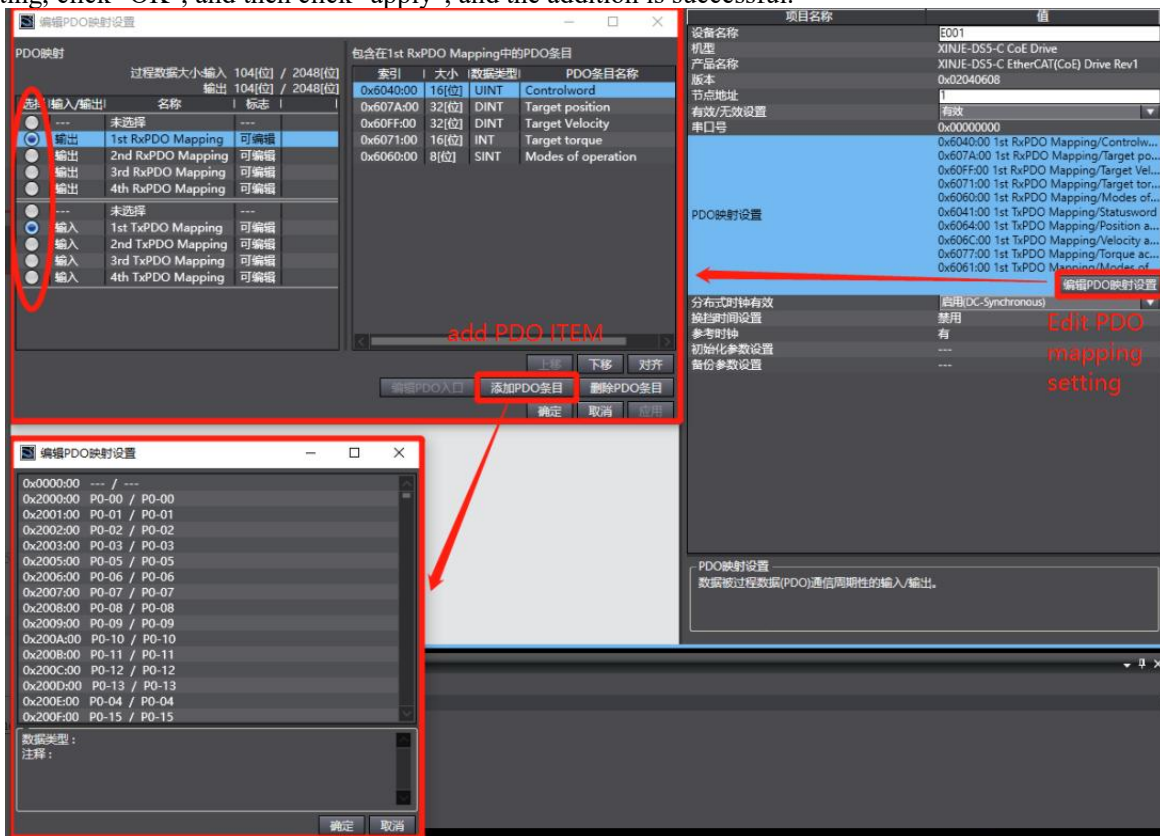 ting, click "OK", and then click "apply", and the addition is successful.
编辑PDO映射设置
PDO映射
过程数据大小:输入 104[位] / 2048[位]
输出 104[位] / 2048[位]
选择 输入/输出 名称 标志
--- 未选择 ---
输出 1st RxPDO Mapping 可编辑
输出 2nd RxPDO Mapping 可编辑
输出 3rd RxPDO Mapping 可编辑
输出 4th RxPDO Mapping 可编辑
--- 未选择 ---
输入 1st TxPDO Mapping 可编辑
输入 2nd TxPDO Mapping 可编辑
输入 3rd TxPDO Mapping 可编辑
输入 4th TxPDO Mapping 可编辑
包含在1st RxPDO Mapping中的PDO条目
索引 大小 数据类型 PDO条目名称
0x6040:00 16[位] UINT Controlword
0x607A:00 32[位] DINT Target position
0x60FF:00 32[位] DINT Target Velocity
0x6071:00 16[位] INT Target torque
0x6060:00 8[位] SINT Modes of operation
add PDO ITEM
上移 下移 对齐
编辑PDO入口 添加PDO条目 删除PDO条目
确定 取消 应用
项目名称 值
设备名称 E001
机型 XINJE-DS5-C CoE Drive
产品名称 XINJE-DS5-C EtherCAT(CoE) Drive Rev1
版本 0x02040608
节点地址 1
有效/无效设置 有效
串口号 0x00000000
PDO映射设置
0x6040:00 1st RxPDO Mapping/Controlw...
0x607A:00 1st RxPDO Mapping/Target po...
0x60FF:00 1st RxPDO Mapping/Target Vel...
0x6071:00 1st RxPDO Mapping/Target tor...
0x6060:00 1st RxPDO Mapping/Modes of...
0x6041:00 1st TxPDO Mapping/Statusword
0x6064:00 1st TxPDO Mapping/Position a...
0x606C:00 1st TxPDO Mapping/Velocity a...
0x6077:00 1st TxPDO Mapping/Torque ac...
0x6061:00 1st TxPDO Mapping/Modes of
编辑PDO映射设置
分布式时钟有效 启用(DC-Synchronous)
换挡时间设置 禁用
参考时钟 有
初始化参数设置 ---
备份参数设置 ---
Edit PDO
mapping
setting
PDO映射设置
数据被过程数据(PDO)通信周期性的输入/输出。
编辑PDO映射设置
0x0000:00 --- / ---
0x2000:00 P0-00 / P0-00
0x2001:00 P0-01 / P0-01
0x2002:00 P0-02 / P0-02
0x2003:00 P0-03 / P0-03
0x2005:00 P0-05 / P0-05
0x2006:00 P0-06 / P0-06
0x2007:00 P0-07 / P0-07
0x2008:00 P0-08 / P0-08
0x2009:00 P0-09 / P0-09
0x200A:00 P0-10 / P0-10
0x200B:00 P0-11 / P0-11
0x200C:00 P0-12 / P0-12
0x200D:00 P0-13 / P0-13
0x200E:00 P0-04 / P0-04
0x200F:00 P0-15 / P0-15
数据类型:
注释:
确定 取消